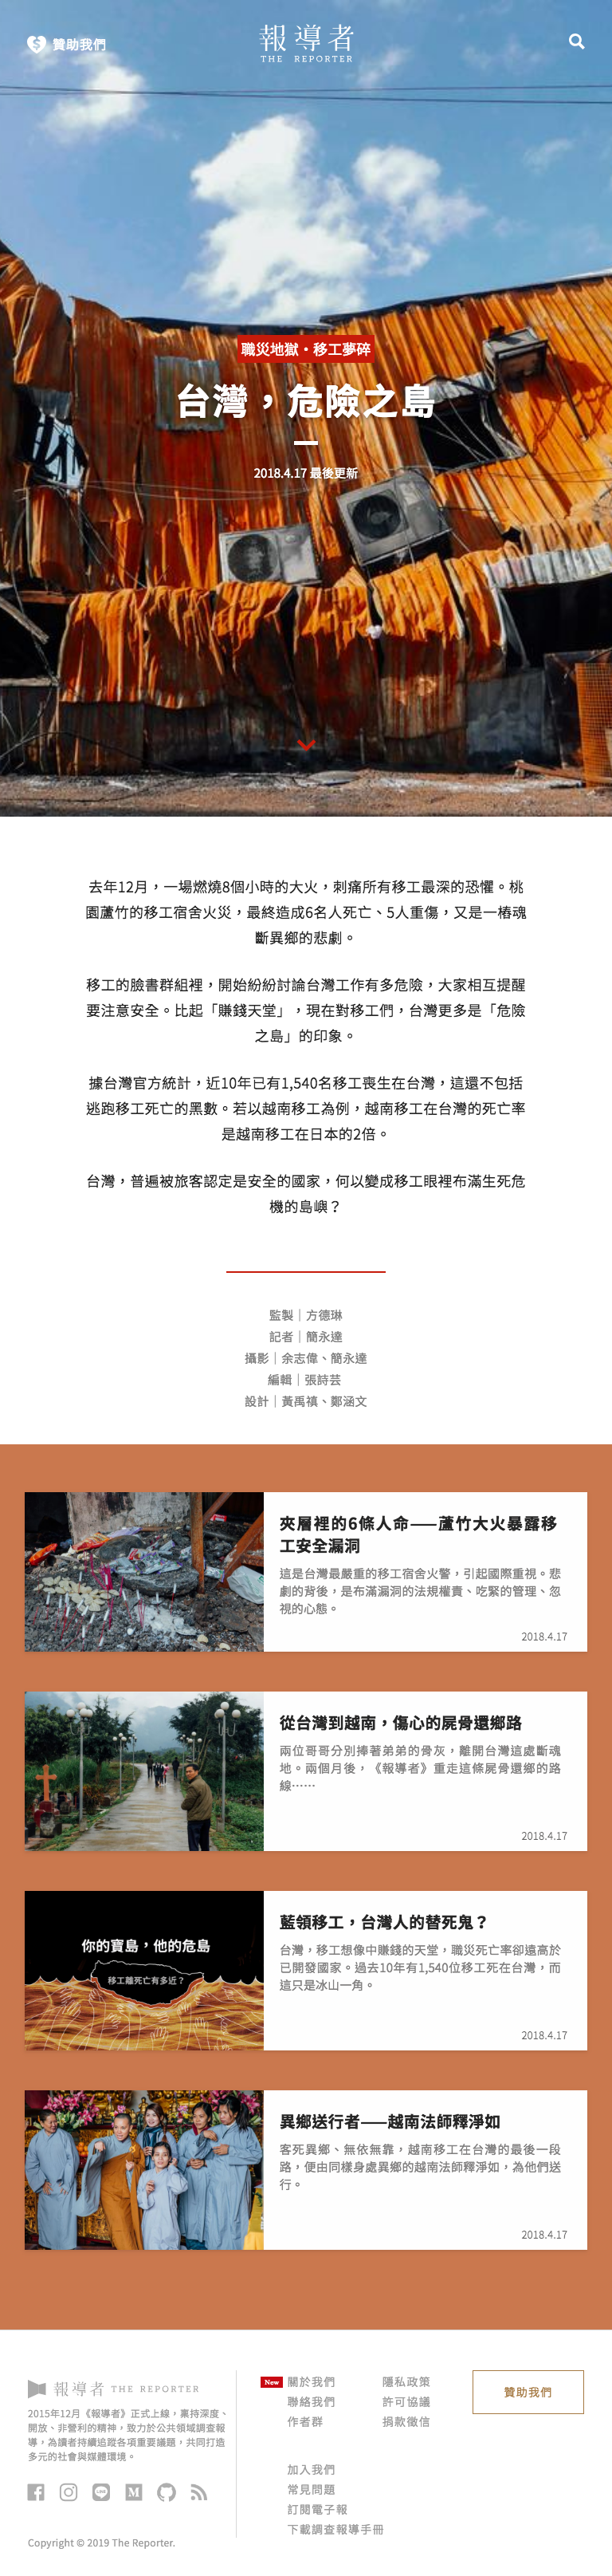 贊助我們
報導者
THE REPORTER
職災地獄・移工夢碎
台灣，危險之島
2018.4.17 最後更新
去年12月，一場燃燒8個小時的大火，刺痛所有移工最深的恐懼。桃
園蘆竹的移工宿舍火災，最終造成6名人死亡、5人重傷，又是一樁魂
斷異鄉的悲劇。
移工的臉書群組裡，開始紛紛討論台灣工作有多危險，大家相互提醒
要注意安全。比起「賺錢天堂」，現在對移工們，台灣更多是「危險
之島」的印象。
據台灣官方統計，近10年已有1,540名移工喪生在台灣，這還不包括
逃跑移工死亡的黑數。若以越南移工為例，越南移工在台灣的死亡率
是越南移工在日本的2倍。
台灣，普遍被旅客認定是安全的國家，何以變成移工眼裡布滿生死危
機的島嶼？
監製｜方德琳
記者｜簡永達
攝影｜余志偉、簡永達
編輯｜張詩芸
設計｜黃禹禛、鄭涵文
夾層裡的6條人命——蘆竹大火暴露移
工安全漏洞
這是台灣最嚴重的移工宿舍火警，引起國際重視。悲
劇的背後，是布滿漏洞的法規權責、吃緊的管理、忽
視的心態。
2018.4.17
從台灣到越南，傷心的屍骨還鄉路
兩位哥哥分別捧著弟弟的骨灰，離開台灣這處斷魂
地。兩個月後，《報導者》重走這條屍骨還鄉的路
線⋯⋯
2018.4.17
你的寶島，他的危島
移工離死亡有多近？
藍領移工，台灣人的替死鬼？
台灣，移工想像中賺錢的天堂，職災死亡率卻遠高於
已開發國家。過去10年有1,540位移工死在台灣，而
這只是冰山一角。
2018.4.17
異鄉送行者——越南法師釋淨如
客死異鄉、無依無靠，越南移工在台灣的最後一段
路，便由同樣身處異鄉的越南法師釋淨如，為他們送
行。
2018.4.17
報導者 THE REPORTER
2015年12月《報導者》正式上線，秉持深度、
開放、非營利的精神，致力於公共領域調查報
導，為讀者持續追蹤各項重要議題，共同打造
多元的社會與媒體環境。
Copyright © 2019 The Reporter.
New 關於我們
聯絡我們
作者群
隱私政策
許可協議
捐款徵信
加入我們
常見問題
訂閱電子報
下載調查報導手冊
贊助我們